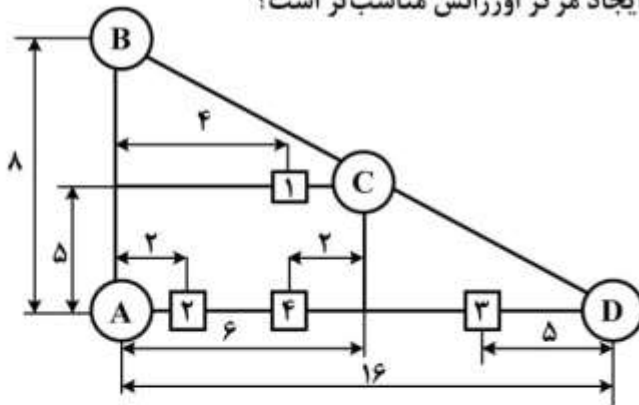 ایجاد مرکز اورژانس مناسب‌تر است؟
B
۴
۸
۱
C
۵
۲
۲
A
۲
۴
۳
D
۶
۵
۱۶